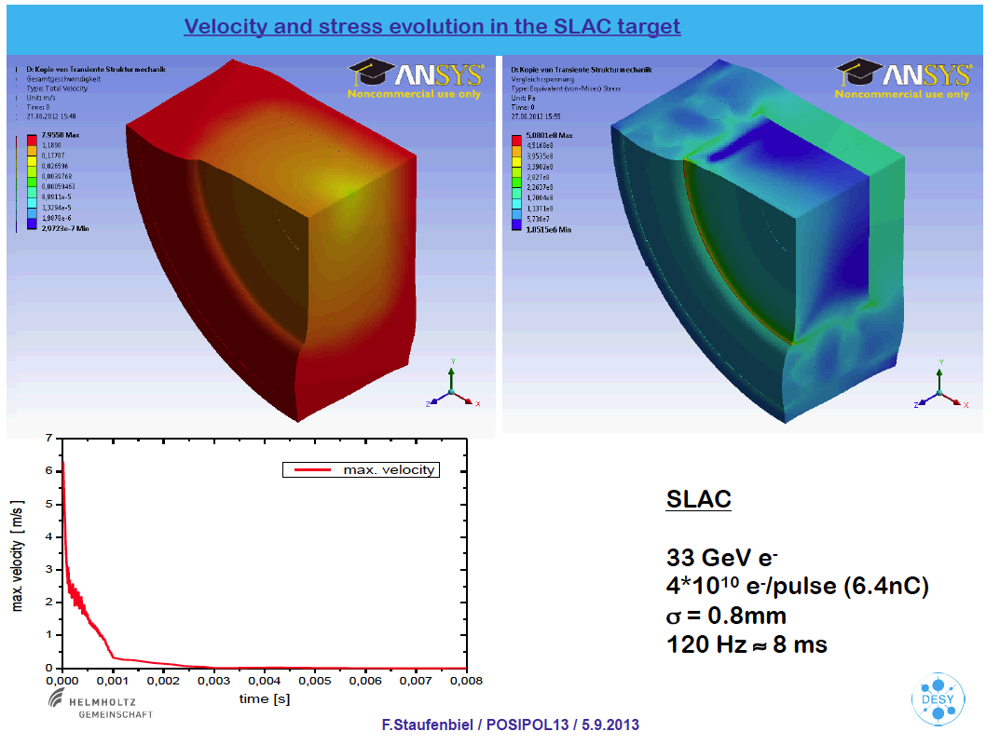 Velocity and stress evolution in the SLAC target
D: Kopie von Transiente Strukturmechanik
Gesamtgeschwindigkeit
Type: Total Velocity
Unit: m/s
Time: 0
27.08.2012 15:48
7.9558 Max
1,1890
0,17787
0,026596
0,0039768
0,00059463
8,8911e-5
1,3294e-5
1,9878e-6
2,9723e-7 Min
ANSYS
Noncommercial use only
Y
Z
X
D: Kopie von Transiente Strukturmechanik
Vergleichsspannung
Type: Equivalent (von-Mises) Stress
Unit: Pa
Time: 0
27.08.2012 15:55
5,0801e8 Max
4,5168e8
3,9535e8
3,3902e8
2,827e8
2,2637e8
1,7004e8
1,1371e8
5,738e7
1,0515e6 Min
ANSYS
Noncommercial use only
Y
Z
X
max. velocity [ m/s ]
7
6
5
4
3
2
1
0
max. velocity
0,000 0,001 0,002 0,003 0,004 0,005 0,006 0,007 0,008
time [s]
SLAC
33 GeV e-
4*10¹⁰ e-/pulse (6.4nC)
σ = 0.8mm
120 Hz ≈ 8 ms
HELMHOLTZ
GEMEINSCHAFT
F.Staufenbiel / POSIPOL13 / 5.9.2013
DESY